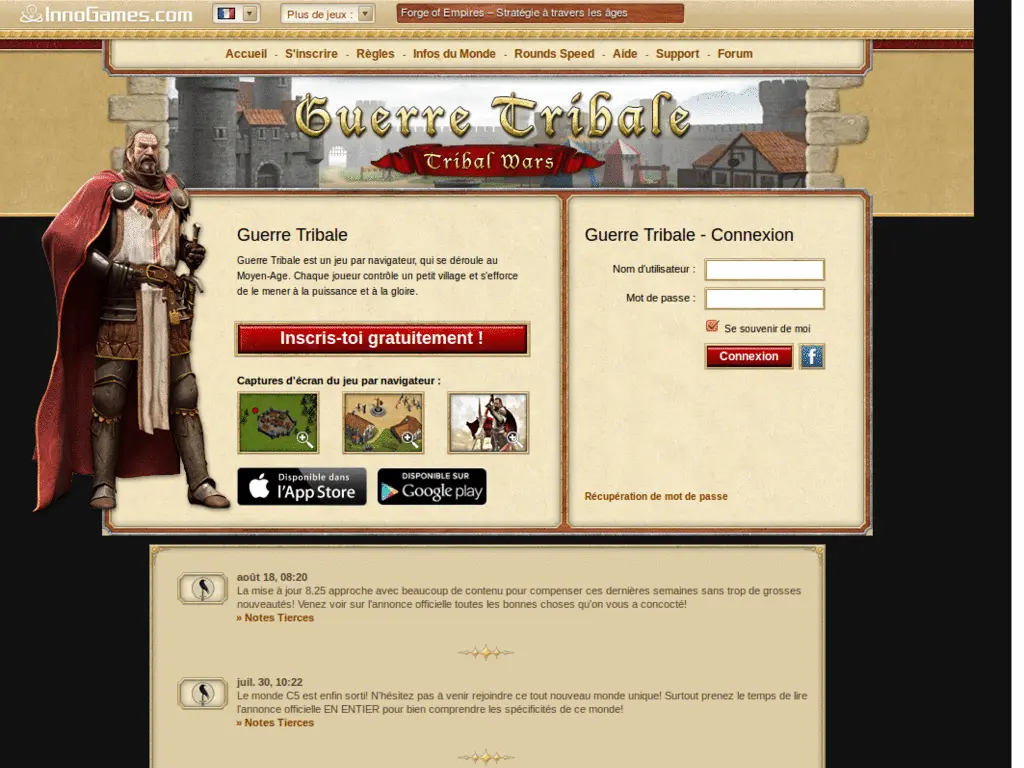 InnoGames.com
Plus de jeux :
Forge of Empires – Stratégie à travers les âges
Accueil - S'inscrire - Règles - Infos du Monde - Rounds Speed - Aide - Support - Forum
Guerre Tribale
Tribal Wars
Guerre Tribale
Guerre Tribale est un jeu par navigateur, qui se déroule au
Moyen-Age. Chaque joueur contrôle un petit village et s'efforce
de le mener à la puissance et à la gloire.
Inscris-toi gratuitement !
Captures d'écran du jeu par navigateur :
Disponible dans
l'App Store
DISPONIBLE SUR
Google play
Guerre Tribale - Connexion
Nom d'utilisateur :
Mot de passe :
Se souvenir de moi
Connexion
f
Récupération de mot de passe
août 18, 08:20
La mise à jour 8.25 approche avec beaucoup de contenu pour compenser ces dernières semaines sans trop de grosses
nouveautés! Venez voir sur l'annonce officielle toutes les bonnes choses qu'on vous a concocté!
» Notes Tierces
juil. 30, 10:22
Le monde C5 est enfin sorti! N'hésitez pas à venir rejoindre ce tout nouveau monde unique! Surtout prenez le temps de lire
l'annonce officielle EN ENTIER pour bien comprendre les spécificités de ce monde!
» Notes Tierces